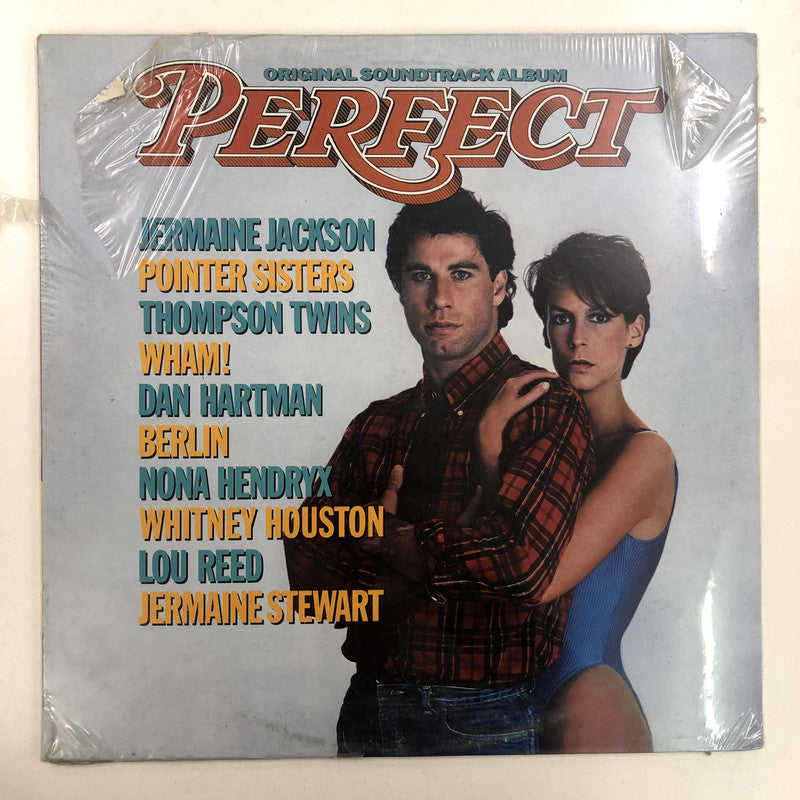 ORIGINAL SOUNDTRACK ALBUM
PERFECT
JERMAINE JACKSON
POINTER SISTERS
THOMPSON TWINS
WHAM!
DAN HARTMAN
BERLIN
NONA HENDRYX
WHITNEY HOUSTON
LOU REED
JERMAINE STEWART